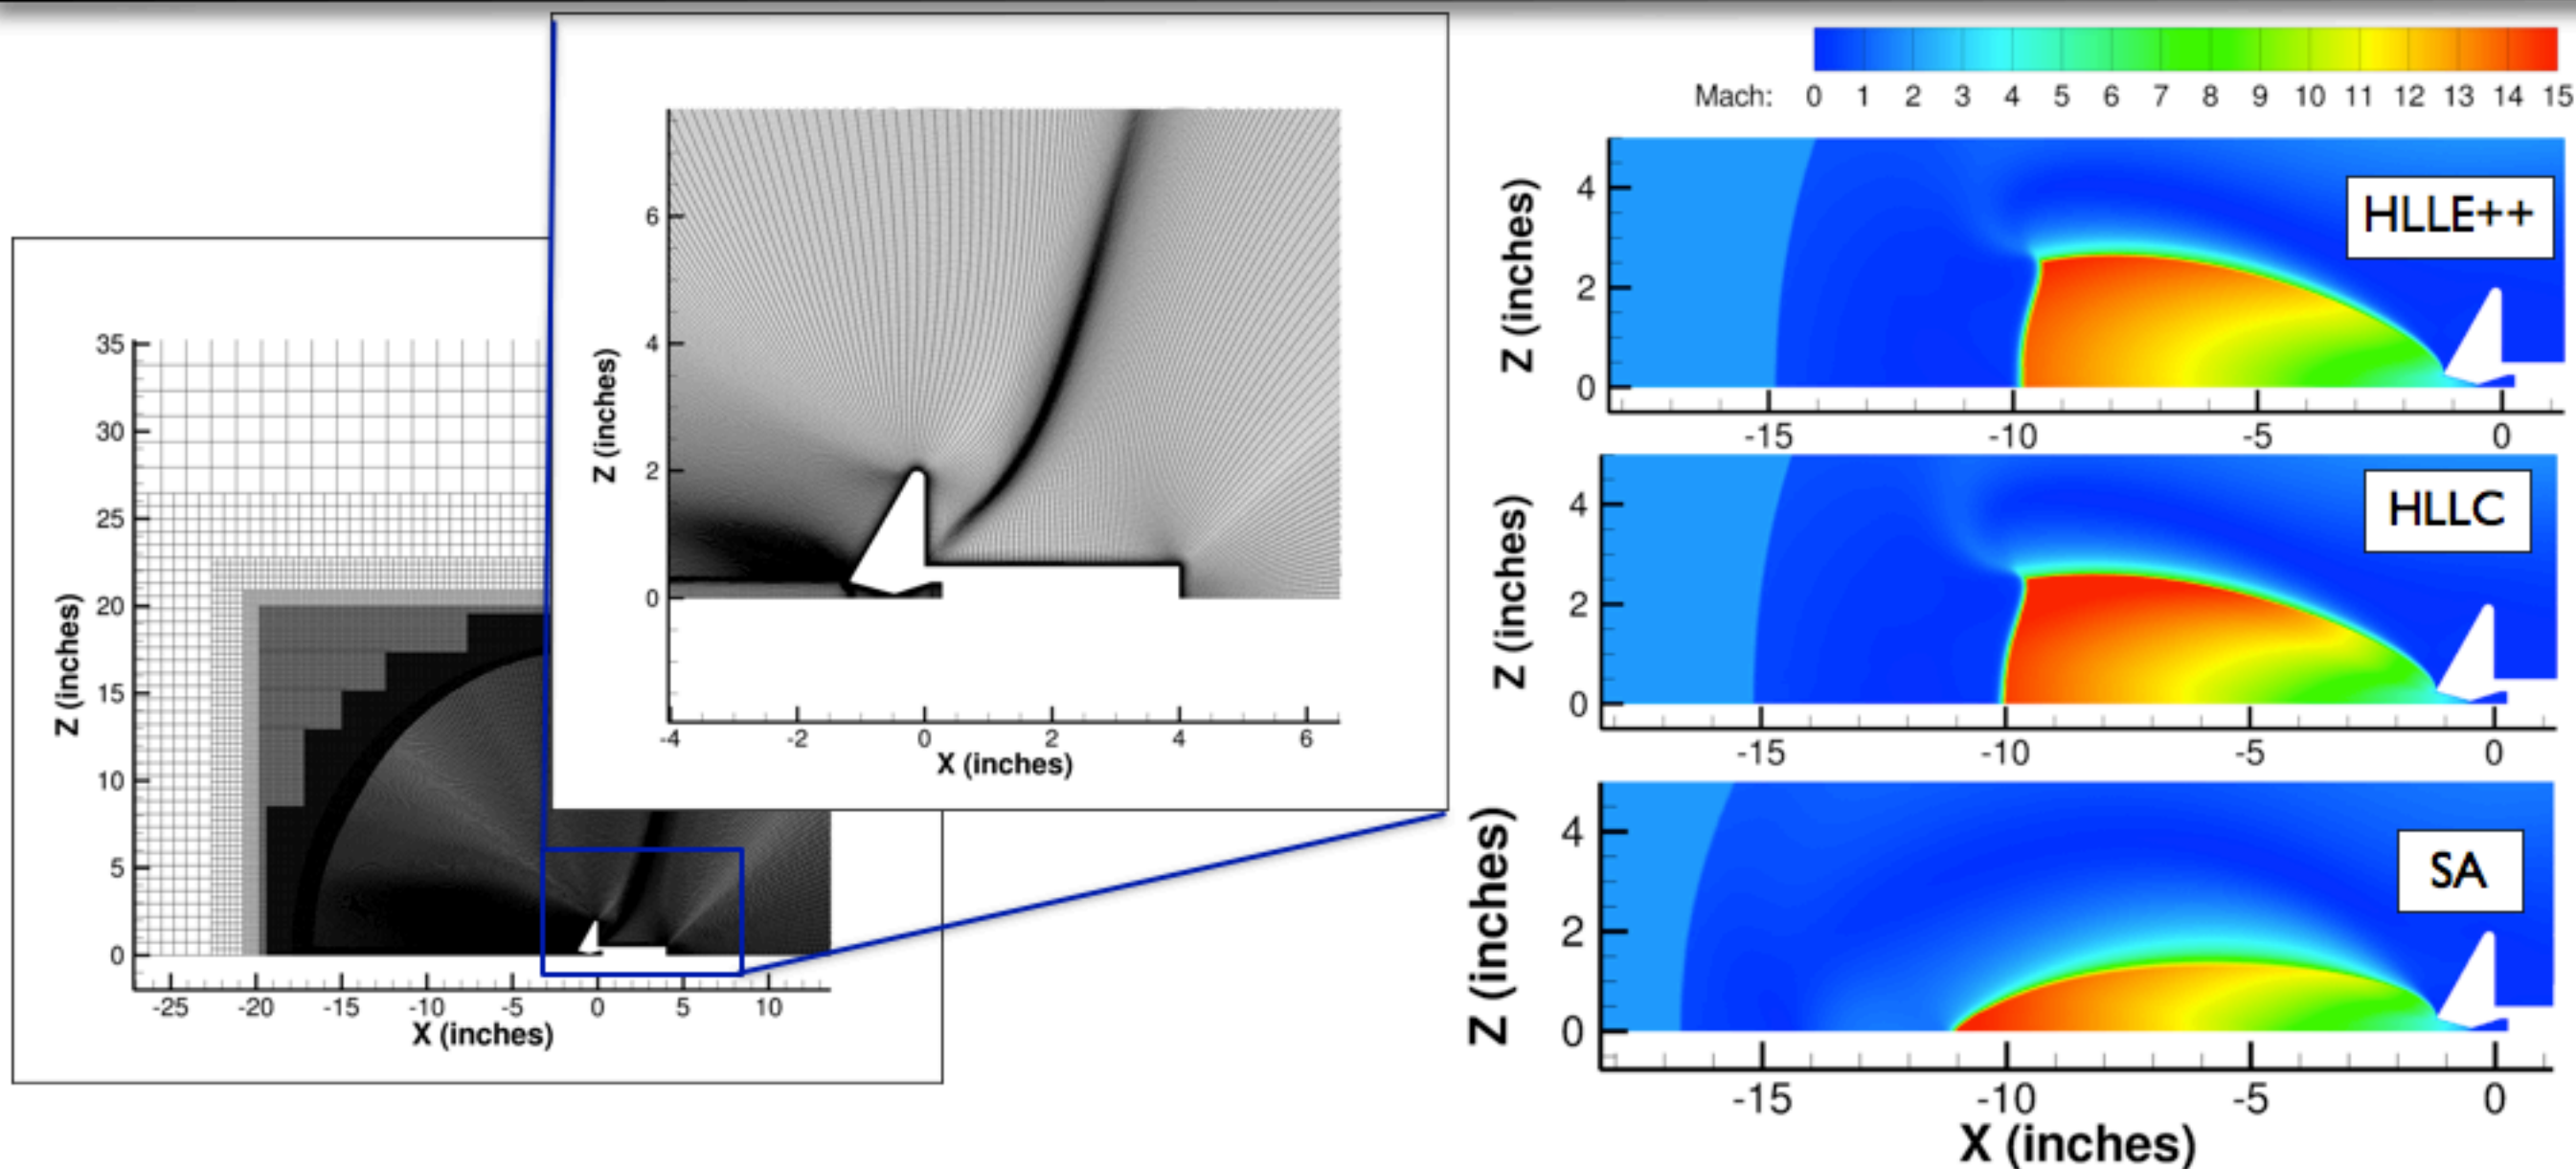 Z (inches)
35
30
25
20
15
10
5
0
-25 -20 -15 -10 -5 0 5 10
X (inches)
Z (inches)
6
4
2
0
-4 -2 0 2 4 6
X (inches)
Mach: 0 1 2 3 4 5 6 7 8 9 10 11 12 13 14 15
Z (inches)
4
2
0
HLLE++
-15 -10 -5 0
Z (inches)
4
2
0
HLLC
-15 -10 -5 0
Z (inches)
4
2
0
SA
-15 -10 -5 0
X (inches)